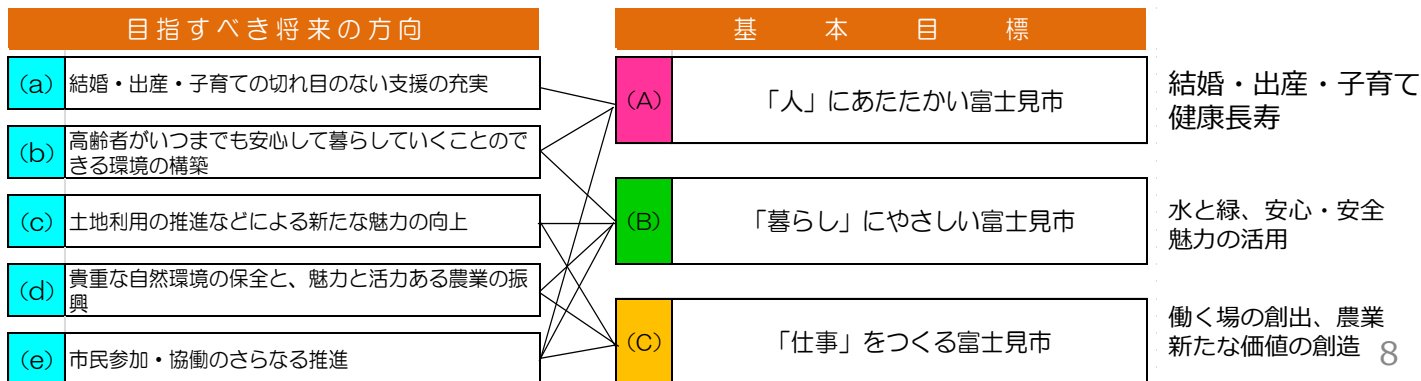 目指すべき将来の方向
(a) 結婚・出産・子育ての切れ目のない支援の充実
(b) 高齢者がいつまでも安心して暮らしていくことので
きる環境の構築
(c) 土地利用の推進などによる新たな魅力の向上
(d) 貴重な自然環境の保全と、魅力と活力ある農業の振
興
(e) 市民参加・協働のさらなる推進
基本目標
(A) 「人」にあたたかい富士見市
結婚・出産・子育て
健康長寿
(B) 「暮らし」にやさしい富士見市
水と緑、安心・安全
魅力の活用
(C) 「仕事」をつくる富士見市
働く場の創出、農業
新たな価値の創造
8